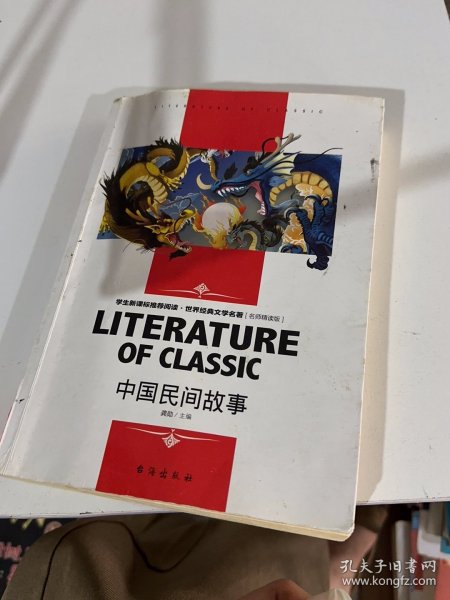 LITERATURE OF CLASSIC
学生新课标推荐阅读·世界经典文学名著[名师精读版]
LITERATURE
OF CLASSIC
中国民间故事
龚勋/主编
台海出版社
孔夫子旧书网
www.kongfz.com